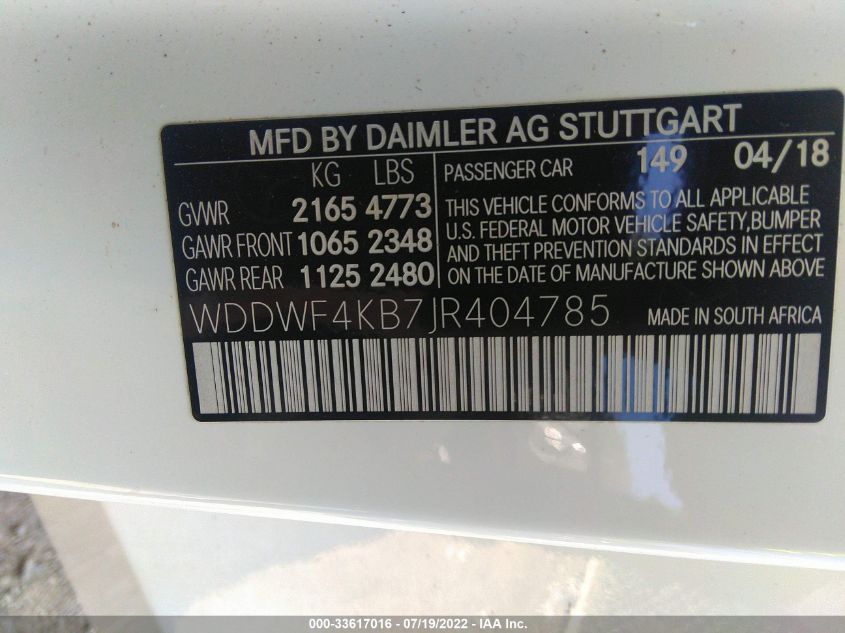 MFD BY DAIMLER AG STUTTGART
KG LBS
GVWR 2165 4773
GAWR FRONT 1065 2348
GAWR REAR 1125 2480
PASSENGER CAR 149 04/18
THIS VEHICLE CONFORMS TO ALL APPLICABLE
U.S. FEDERAL MOTOR VEHICLE SAFETY,BUMPER
AND THEFT PREVENTION STANDARDS IN EFFECT
ON THE DATE OF MANUFACTURE SHOWN ABOVE
WDDWF4KB7JR404785 MADE IN SOUTH AFRICA
000-33617016 - 07/19/2022 - IAA Inc.